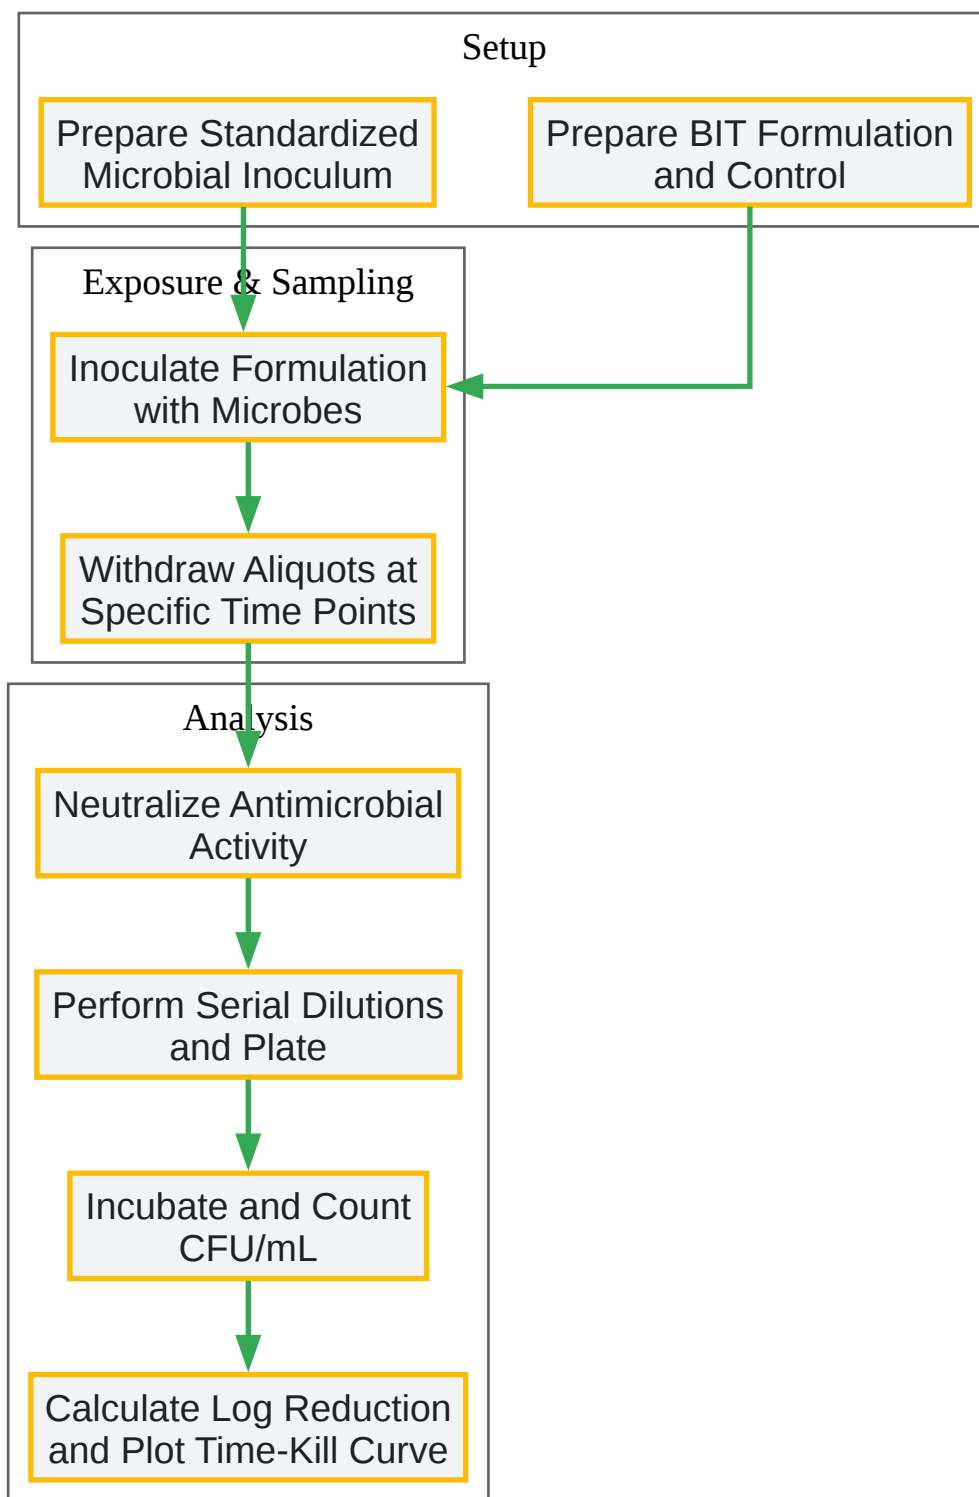 Setup
Prepare Standardized
Microbial Inoculum
Prepare BIT Formulation
and Control
Exposure & Sampling
Inoculate Formulation
with Microbes
Withdraw Aliquots at
Specific Time Points
Analysis
Neutralize Antimicrobial
Activity
Perform Serial Dilutions
and Plate
Incubate and Count
CFU/mL
Calculate Log Reduction
and Plot Time-Kill Curve